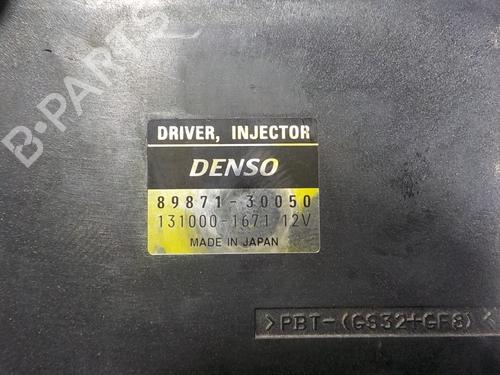 B-PARTS
DRIVER, INJECTOR
DENSO
89871-30050
131000-1671 12V
MADE IN JAPAN
>PBT-(GS32+GF8)<